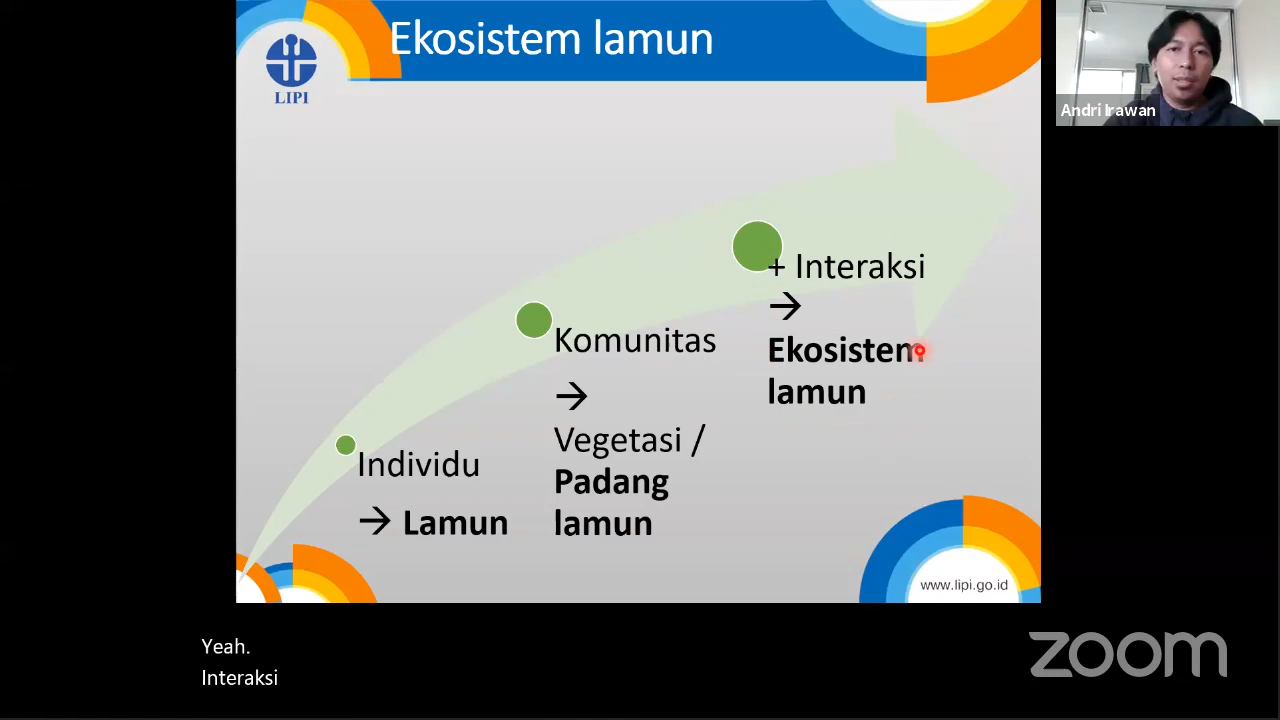 Ekosistem lamun
LIPI
Andri Irawan
+ Interaksi
→
Ekosistem
lamun
Komunitas
→
Vegetasi /
Padang
lamun
Individu
→ Lamun
www.lipi.go.id
Yeah.
Interaksi
zoom